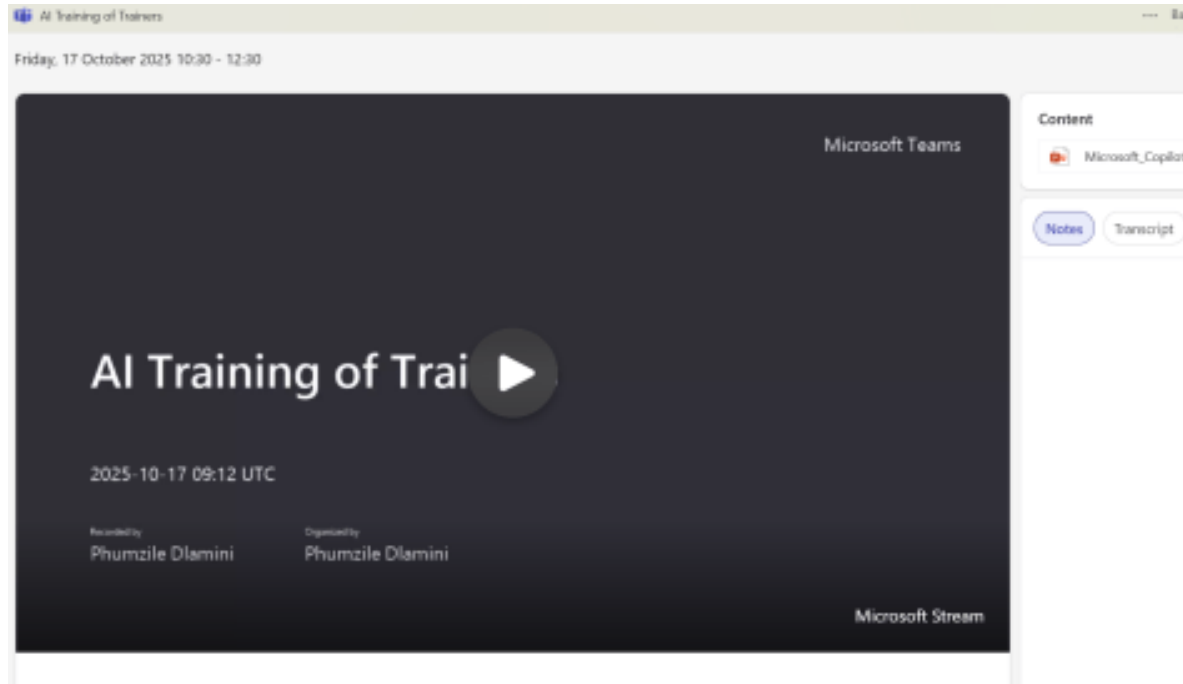 AI Training of Trainers
Friday, 17 October 2025 10:30 - 12:30
Microsoft Teams
AI Training of Trai
2025-10-17 09:12 UTC
Recorded by
Organized by
Phumzile Dlamini
Phumzile Dlamini
Microsoft Stream
Content
Microsoft_Copilot
Notes
Transcript